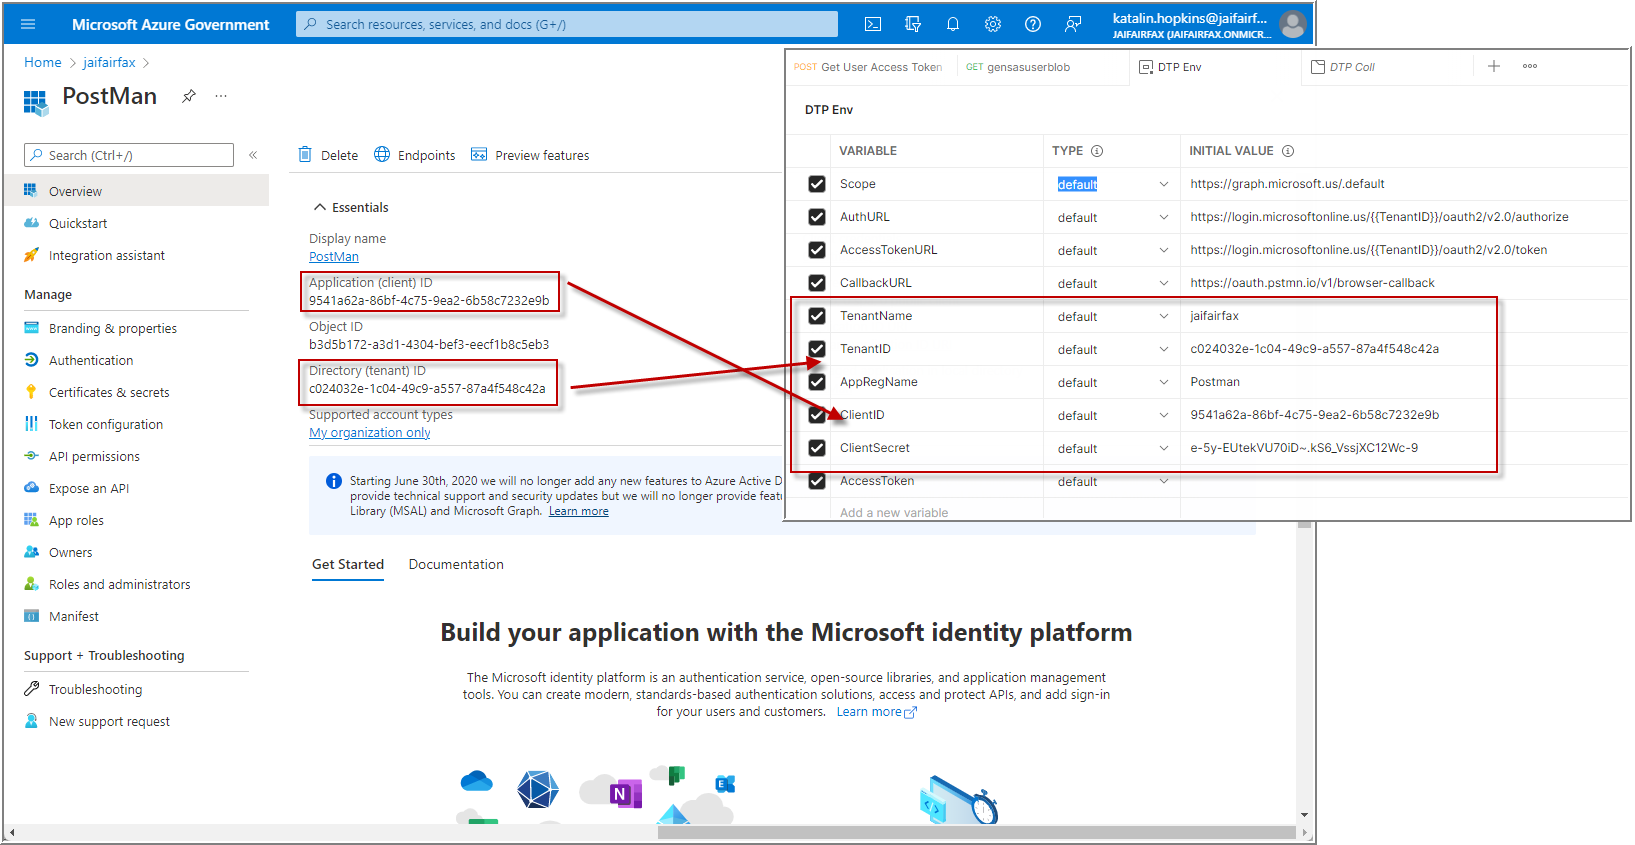 Microsoft Azure Government
Search resources, services, and docs (G+/)
katalin.hopkins@jaifairf...
JAIFAIRFAX (JAIFAIRFAX.ONMICR...
Home > jaifairfax >
PostMan
...
Search (Ctrl+/)
«
Overview
Quickstart
Integration assistant
Manage
Branding & properties
Authentication
Certificates & secrets
Token configuration
API permissions
Expose an API
App roles
Owners
Roles and administrators
Manifest
Support + Troubleshooting
Troubleshooting
New support request
Delete
Endpoints
Preview features
Essentials
Display name
PostMan
Application (client) ID
9541a62a-86bf-4c75-9ea2-6b58c7232e9b
Object ID
b3d5b172-a3d1-4304-bef3-eecf1b8c5eb3
Directory (tenant) ID
c024032e-1c04-49c9-a557-87a4f548c42a
Supported account types
My organization only
Starting June 30th, 2020 we will no longer add any new features to Azure Active D
provide technical support and security updates but we will no longer provide feat
Library (MSAL) and Microsoft Graph. Learn more
Get Started
Documentation
Build your application with the Microsoft identity platform
The Microsoft identity platform is an authentication service, open-source libraries, and application management
tools. You can create modern, standards-based authentication solutions, access and protect APIs, and add sign-in
for your users and customers. Learn more
POST Get User Access Token
GET gensasuserblob
DTP Env
DTP Coll
DTP Env
VARIABLE TYPE INITIAL VALUE
Scope default https://graph.microsoft.us/.default
AuthURL default https://login.microsoftonline.us/{{TenantID}}/oauth2/v2.0/authorize
AccessTokenURL default https://login.microsoftonline.us/{{TenantID}}/oauth2/v2.0/token
CallbackURL default https://oauth.pstmn.io/v1/browser-callback
TenantName default jaifairfax
TenantID default c024032e-1c04-49c9-a557-87a4f548c42a
AppRegName default Postman
ClientID default 9541a62a-86bf-4c75-9ea2-6b58c7232e9b
ClientSecret default e-5y-EUtekVU70iD~.kS6_VssjXC12Wc-9
AccessToken default
Add a new variable